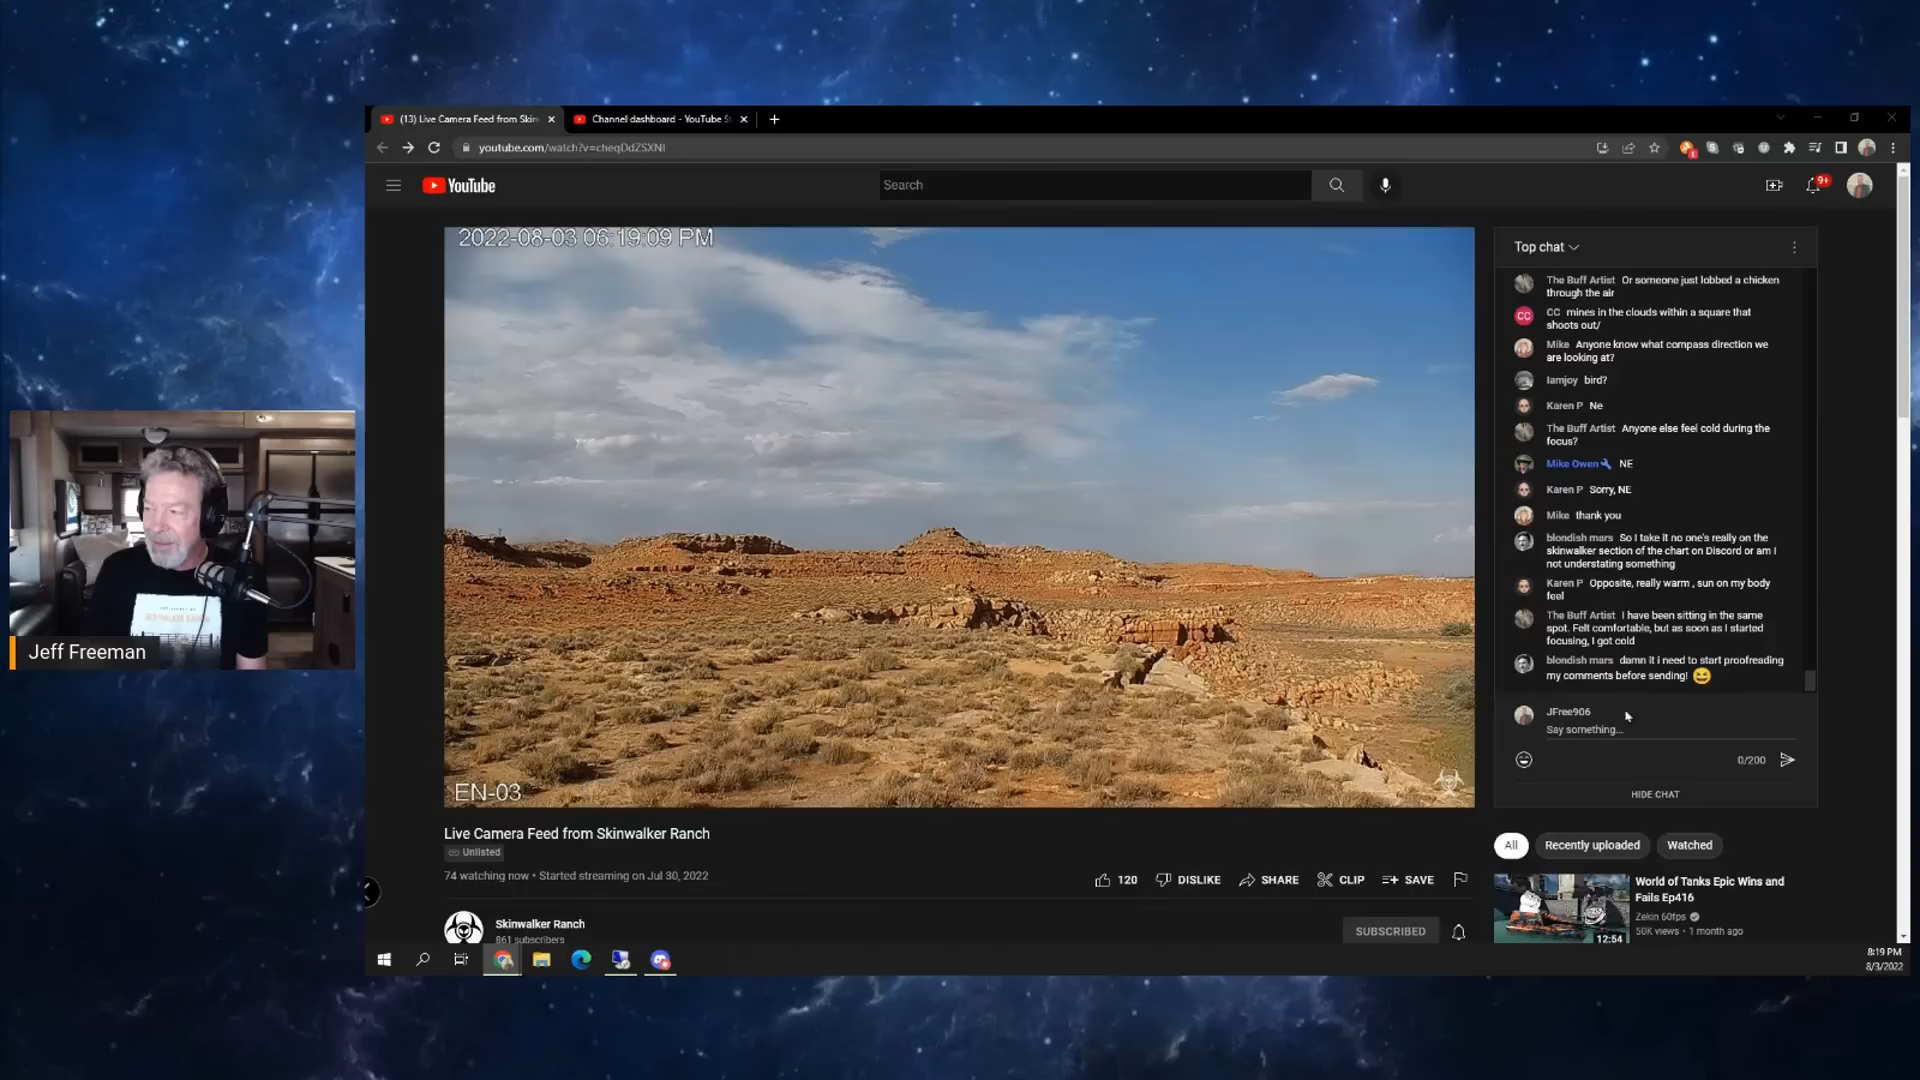 (13) Live Camera Feed from Skin
Channel dashboard - YouTube S
youtube.com/watch?v=cheqDdZSXNI
YouTube
Search
9+
2022-08-03 06:19:09 PM
EN-03
Top chat
The Buff Artist Or someone just lobbed a chicken
through the air
CC
CC mines in the clouds within a square that
shoots out/
Mike Anyone know what compass direction we
are looking at?
Iamjoy bird?
Karen P Ne
The Buff Artist Anyone else feel cold during the
focus?
Mike Owen NE
Karen P Sorry, NE
Mike thank you
blondish mars So I take it no one's really on the
skinwalker section of the chart on Discord or am I
not understating something
Karen P Opposite, really warm , sun on my body
feel
The Buff Artist I have been sitting in the same
spot. Felt comfortable, but as soon as I started
focusing, I got cold
blondish mars damn it i need to start proofreading
my comments before sending!
JFree906
Say something...
0/200
HIDE CHAT
Jeff Freeman
Live Camera Feed from Skinwalker Ranch
Unlisted
74 watching now • Started streaming on Jul 30, 2022
120
DISLIKE
SHARE
CLIP
SAVE
Skinwalker Ranch
861 subscribers
SUBSCRIBED
All
Recently uploaded
Watched
World of Tanks Epic Wins and
Fails Ep416
Zekin 60fps
50K views • 1 month ago
12:54
8:19 PM
8/3/2022